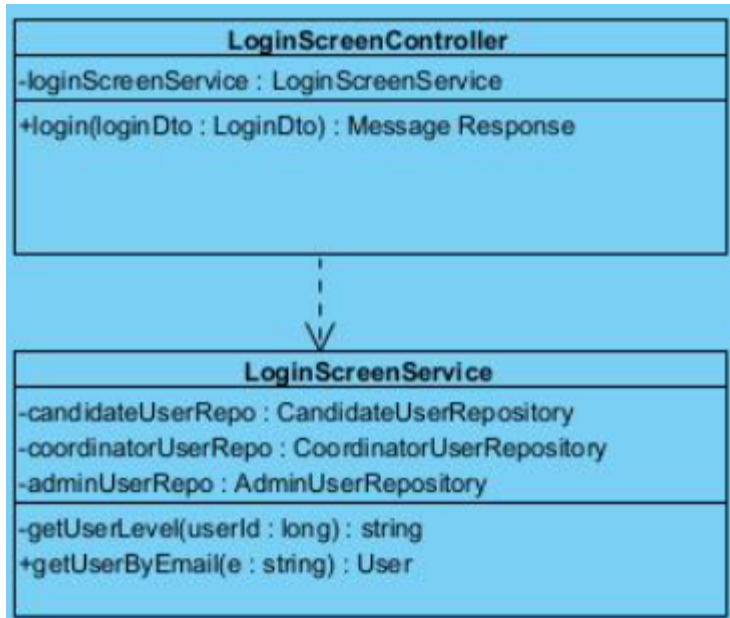 LoginScreenController
-loginScreenService : LoginScreenService
+login(loginDto : LoginDto) : Message Response
LoginScreenService
-candidateUserRepo : CandidateUserRepository
-coordinatorUserRepo : CoordinatorUserRepository
-adminUserRepo : AdminUserRepository
-getUserLevel(userId : long) : string
+getUserByEmail(e : string) : User